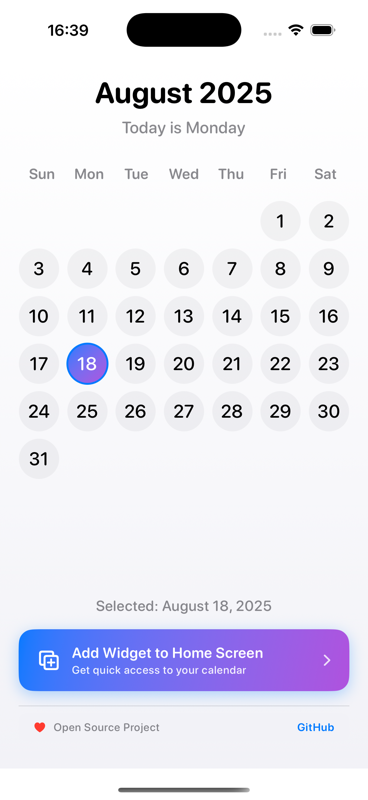 16:39
August 2025
Today is Monday
Sun Mon Tue Wed Thu Fri Sat
1 2
3 4 5 6 7 8 9
10 11 12 13 14 15 16
17 18 19 20 21 22 23
24 25 26 27 28 29 30
31
Selected: August 18, 2025
Add Widget to Home Screen
Get quick access to your calendar
Open Source Project GitHub